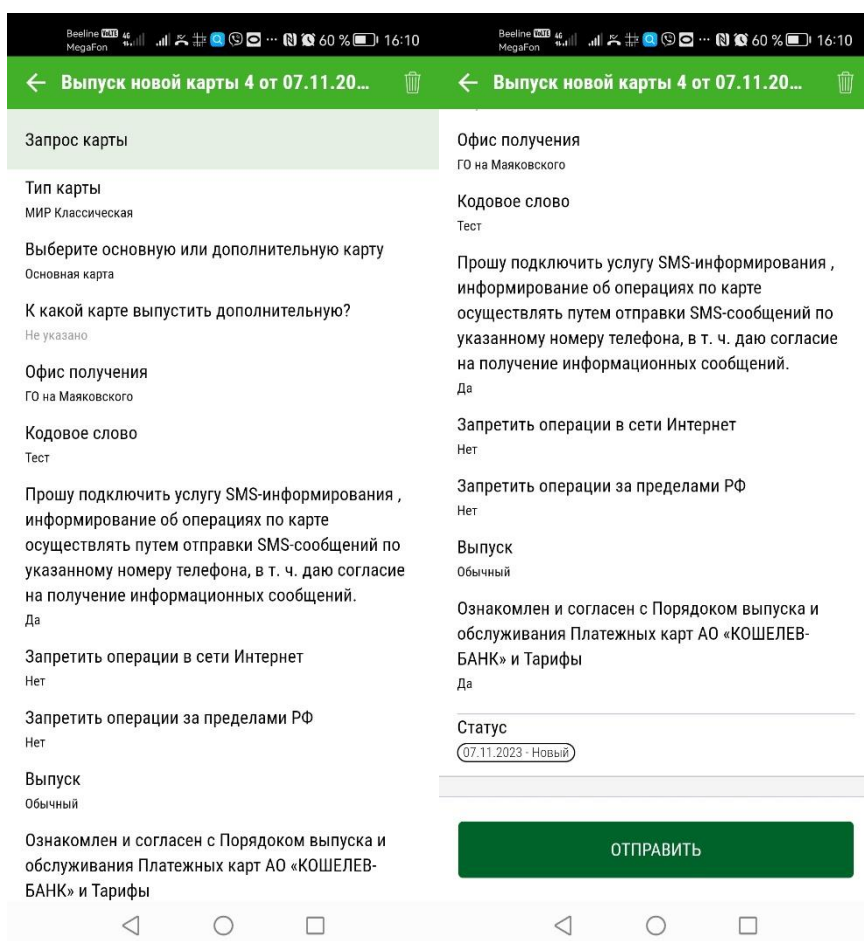 Beeline VoLTE 4G 60 % 16:10
MegaFon
Выпуск новой карты 4 от 07.11.20...
Запрос карты
Тип карты
МИР Классическая
Выберите основную или дополнительную карту
Основная карта
К какой карте выпустить дополнительную?
Не указано
Офис получения
ГО на Маяковского
Кодовое слово
Тест
Прошу подключить услугу SMS-информирования ,
информирование об операциях по карте
осуществлять путем отправки SMS-сообщений по
указанному номеру телефона, в т. ч. даю согласие
на получение информационных сообщений.
Да
Запретить операции в сети Интернет
Нет
Запретить операции за пределами РФ
Нет
Выпуск
Обычный
Ознакомлен и согласен с Порядоком выпуска и
обслуживания Платежных карт АО «КОШЕЛЕВ-
БАНК» и Тарифы
Beeline VoLTE 4G 60 % 16:10
MegaFon
Выпуск новой карты 4 от 07.11.20...
Офис получения
ГО на Маяковского
Кодовое слово
Тест
Прошу подключить услугу SMS-информирования ,
информирование об операциях по карте
осуществлять путем отправки SMS-сообщений по
указанному номеру телефона, в т. ч. даю согласие
на получение информационных сообщений.
Да
Запретить операции в сети Интернет
Нет
Запретить операции за пределами РФ
Нет
Выпуск
Обычный
Ознакомлен и согласен с Порядоком выпуска и
обслуживания Платежных карт АО «КОШЕЛЕВ-
БАНК» и Тарифы
Да
Статус
07.11.2023 - Новый
ОТПРАВИТЬ